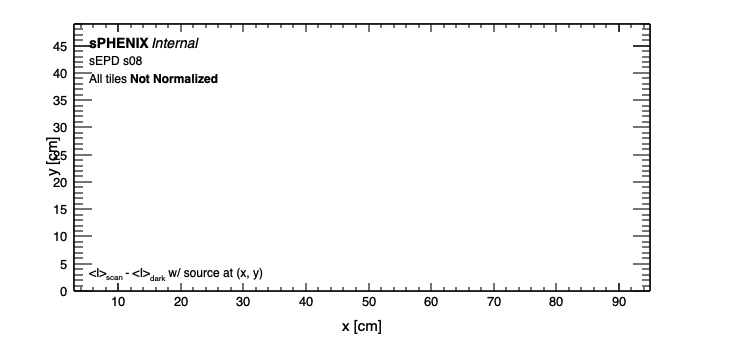 sPHENIX Internal
sEPD s08
All tiles Not Normalized
y [cm]
45
40
35
30
25
20
15
10
5
0
<I>scan - <I>dark w/ source at (x, y)
10 20 30 40 50 60 70 80 90
x [cm]